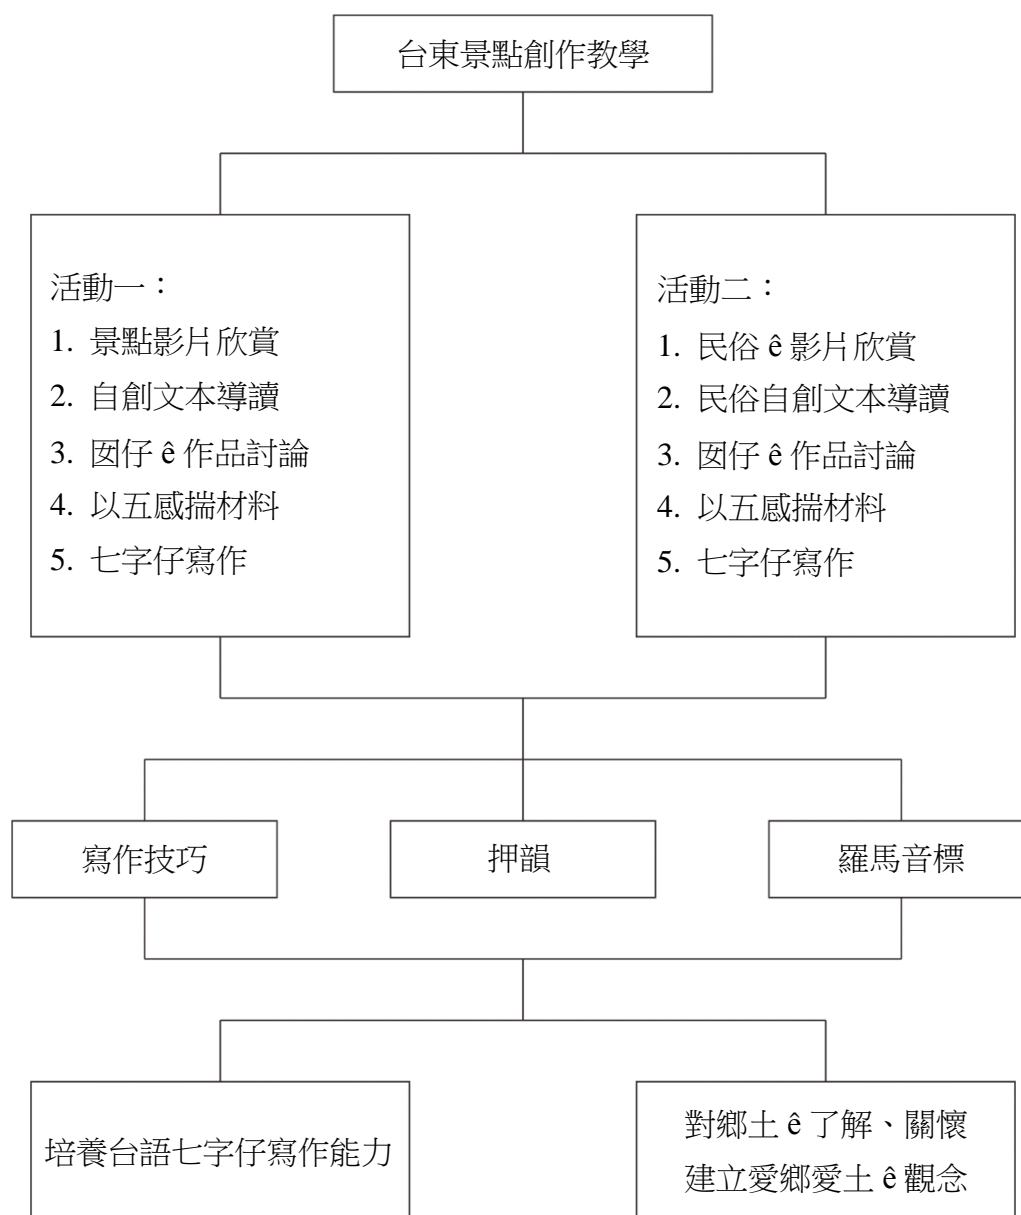 台東景點創作教學
活動一：
1. 景點影片欣賞
2. 自創文本導讀
3. 囡仔 ê 作品討論
4. 以五感揣材料
5. 七字仔寫作
活動二：
1. 民俗 ê 影片欣賞
2. 民俗自創文本導讀
3. 囡仔 ê 作品討論
4. 以五感揣材料
5. 七字仔寫作
寫作技巧
押韻
羅馬音標
培養台語七字仔寫作能力
對鄉土 ê 了解、關懷
建立愛鄉愛土 ê 觀念